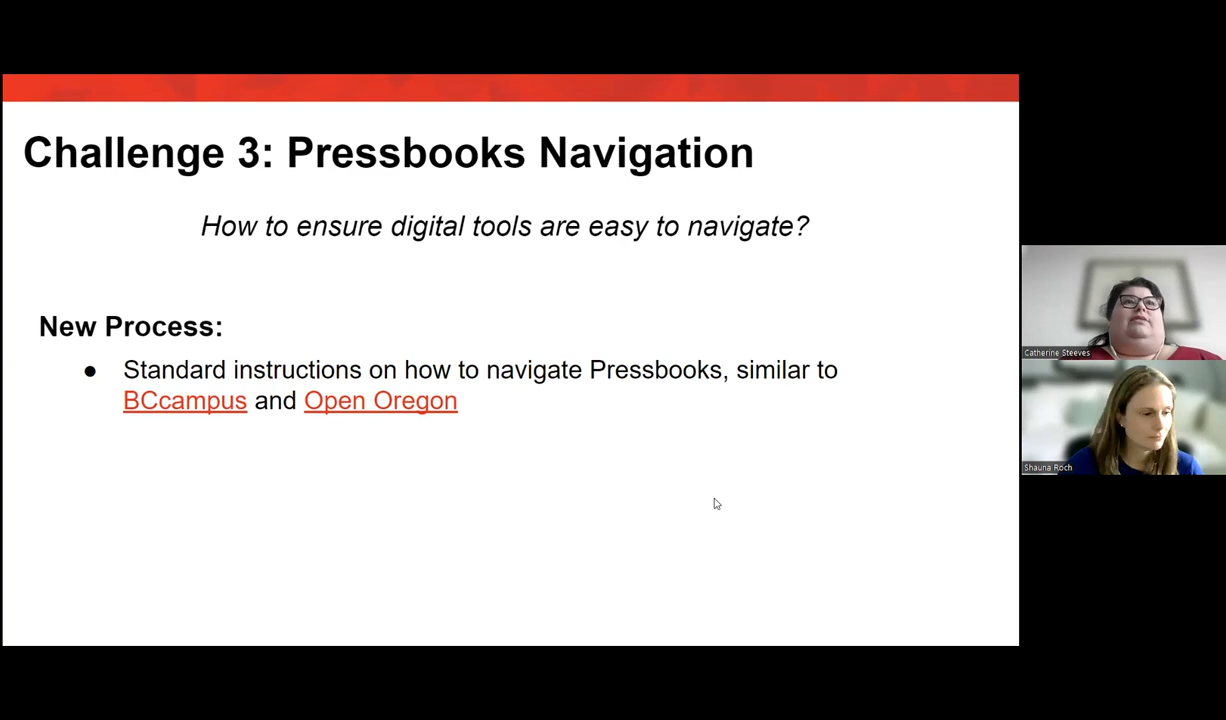 Challenge 3: Pressbooks Navigation
How to ensure digital tools are easy to navigate?
New Process:
● Standard instructions on how to navigate Pressbooks, similar to
BCcampus and Open Oregon
Catherine Steeves
Shauna Roch